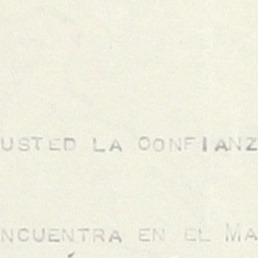 USTED LA CONFIANZ
NCUENTRA EN EL MA